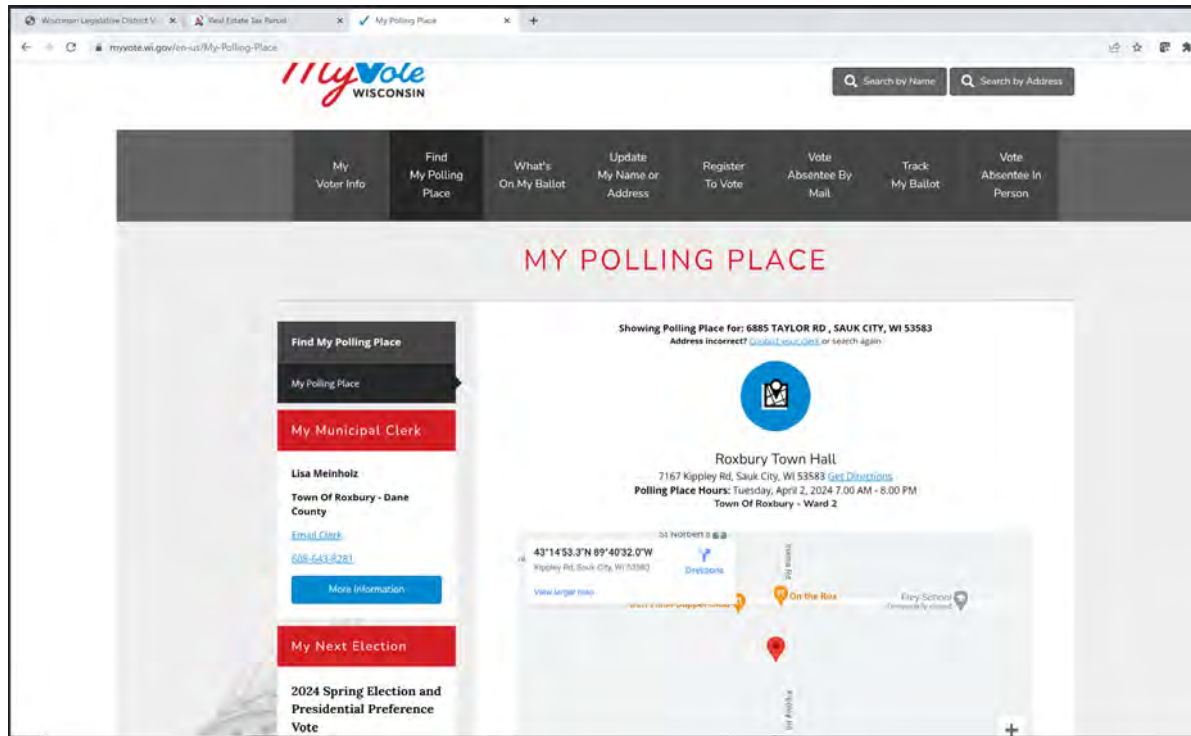 Wisconsin Legislative District V
Real Estate Tax Parcel
My Polling Place
myvote.wi.gov/en-us/My-Polling-Place
MyVote
WISCONSIN
Search by Name
Search by Address
My
Voter Info
Find
My Polling
Place
What's
On My Ballot
Update
My Name or
Address
Register
To Vote
Vote
Absentee By
Mail
Track
My Ballot
Vote
Absentee In
Person
MY POLLING PLACE
Find My Polling Place
My Polling Place
My Municipal Clerk
Lisa Meinholz
Town Of Roxbury - Dane
County
Email Clerk
608-643-8281
More Information
My Next Election
2024 Spring Election and
Presidential Preference
Vote
Showing Polling Place for: 6885 TAYLOR RD , SAUK CITY, WI 53583
Address incorrect? Contact your clerk or search again
Roxbury Town Hall
7167 Kippley Rd, Sauk City, WI 53583 Get Directions
Polling Place Hours: Tuesday, April 2, 2024 7:00 AM - 8:00 PM
Town Of Roxbury - Ward 2
St Norbert's
43°14'53.3"N 89°40'32.0"W
Kippley Rd, Sauk City, WI 53583
Directions
View larger map
On the Rox
Frey School
Temporarily closed
Kippley Rd